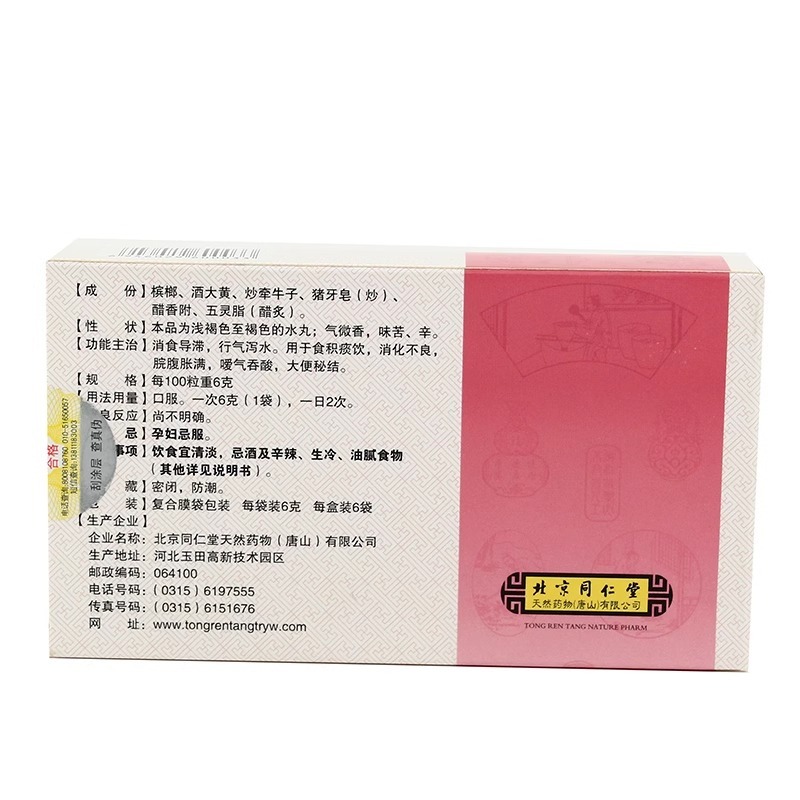 【成　份】槟榔、酒大黄、炒牵牛子、猪牙皂（炒）、
醋香附、五灵脂（醋炙）。
【性　状】本品为浅褐色至褐色的水丸；气微香，味苦、辛。
【功能主治】消食导滞，行气泻水。用于食积痰饮，消化不良，
脘腹胀满，嗳气吞酸，大便秘结。
【规　格】每100粒重6克
【用法用量】口服。一次6克（1袋），一日2次。
良反应】尚不明确。
忌】孕妇忌服。
事项】饮食宜清淡，忌酒及辛辣、生冷、油腻食物
（其他详见说明书）。
藏】密闭，防潮。
装】复合膜袋包装　每袋装6克　每盒装6袋
【生产企业】
企业名称：北京同仁堂天然药物（唐山）有限公司
生产地址：河北玉田高新技术园区
邮政编码：064100
电话号码：（0315）6197555
传真号码：（0315）6151676
网　址：www.tongrentangtryw.com
合格
电话查询:8008108760 010-51650057
短信查询:13811183003
刮涂层 查真伪
北京同仁堂
天然药物(唐山)有限公司
TONG REN TANG NATURE PHARM